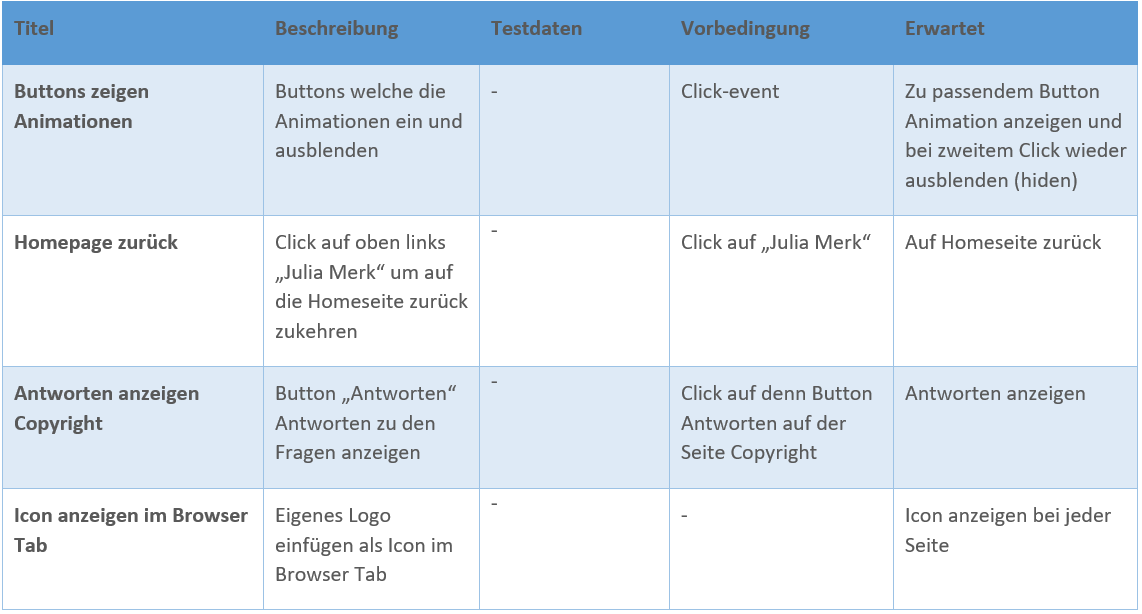 Titel
Beschreibung
Testdaten
Vorbedingung
Erwartet
Buttons zeigen
Animationen
Buttons welche die
Animationen ein und
ausblenden
-
Click-event
Zu passendem Button
Animation anzeigen und
bei zweitem Click wieder
ausblenden (hiden)
Homepage zurück
Click auf oben links
„Julia Merk“ um auf
die Homeseite zurück
zukehren
-
Click auf „Julia Merk“
Auf Homeseite zurück
Antworten anzeigen
Copyright
Button „Antworten“
Antworten zu den
Fragen anzeigen
-
Click auf denn Button
Antworten auf der
Seite Copyright
Antworten anzeigen
Icon anzeigen im Browser
Tab
Eigenes Logo
einfügen als Icon im
Browser Tab
-
-
Icon anzeigen bei jeder
Seite